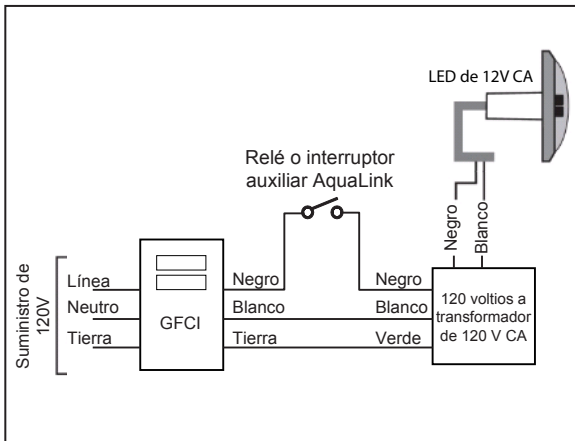 LED de 12V CA
Relé o interruptor
auxiliar AquaLink
Negro
Blanco
Suministro de
120V
Línea
Neutro
Tierra
GFCI
Negro
Blanco
Tierra
Negro
Blanco
Verde
120 voltios a
transformador
de 120 V CA